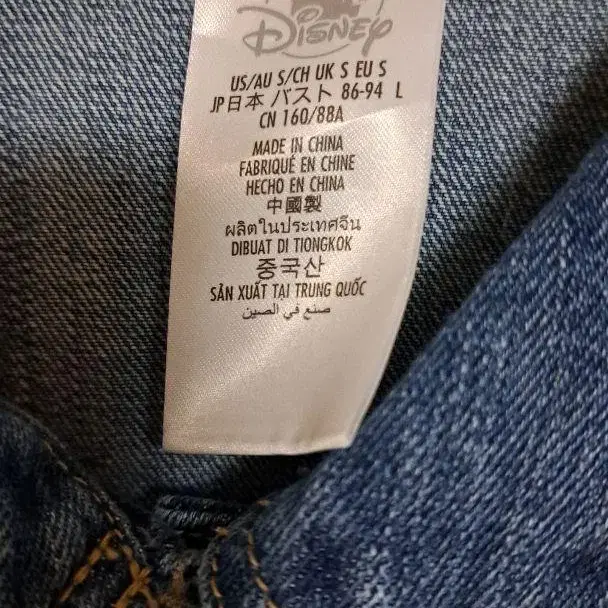 Disney
US/AU S/CH UK S EU S
JP日本 バスト 86-94 L
CN 160/88A
MADE IN CHINA
FABRIQUÉ EN CHINE
HECHO EN CHINA
中國製
ผลิตในประเทศจีน
DIBUAT DI TIONGKOK
중국산
SẢN XUẤT TẠI TRUNG QUỐC
صنع في الصين